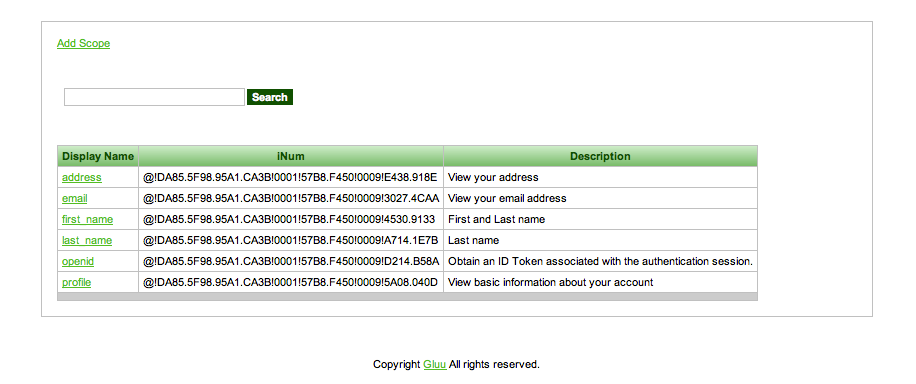 Add Scope
Search
Display Name iNum Description
address @!DA85.5F98.95A1.CA3B!0001!57B8.F450!0009!E438.918E View your address
email @!DA85.5F98.95A1.CA3B!0001!57B8.F450!0009!3027.4CAA View your email address
first_name @!DA85.5F98.95A1.CA3B!0001!57B8.F450!0009!4530.9133 First and Last name
last_name @!DA85.5F98.95A1.CA3B!0001!57B8.F450!0009!A714.1E7B Last name
openid @!DA85.5F98.95A1.CA3B!0001!57B8.F450!0009!D214.B58A Obtain an ID Token associated with the authentication session.
profile @!DA85.5F98.95A1.CA3B!0001!57B8.F450!0009!5A08.040D View basic information about your account
Copyright Gluu All rights reserved.